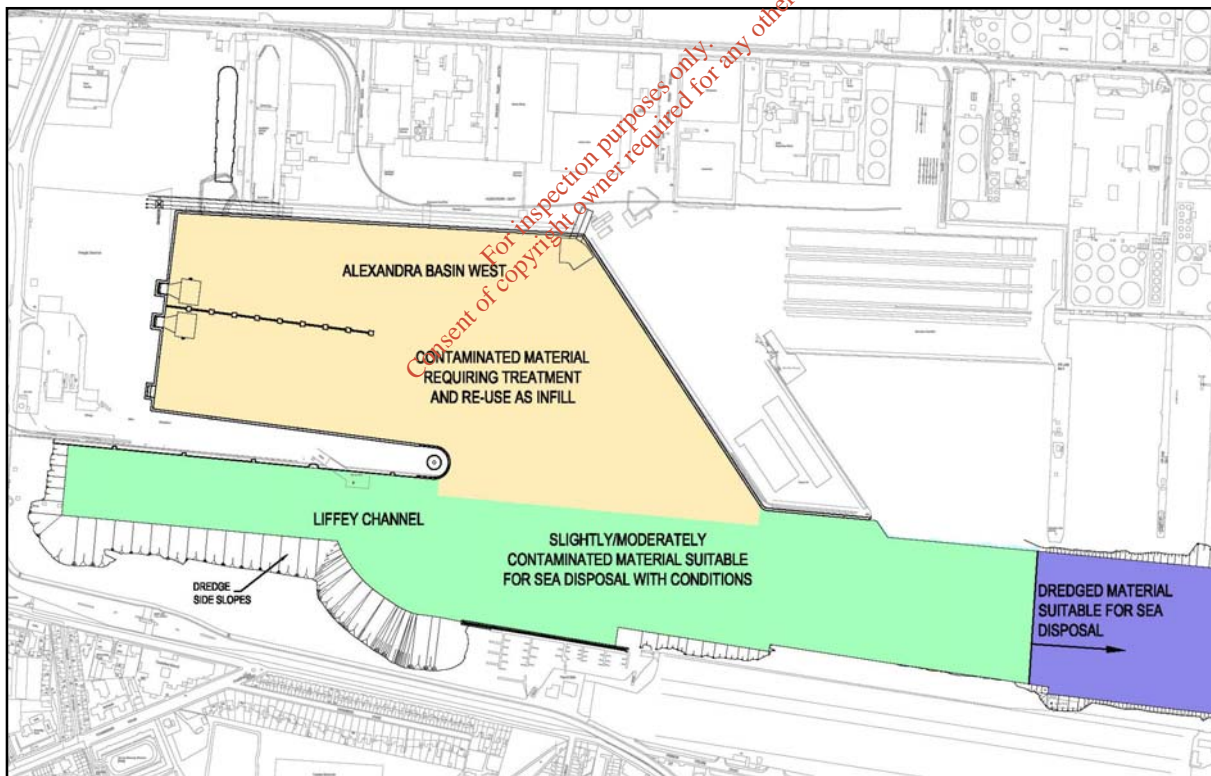 For inspection purposes only.
Consent of copyright owner required for any other
ALEXANDRA BASIN WEST
CONTAMINATED MATERIAL
REQUIRING TREATMENT
AND RE-USE AS INFILL
LIFFEY CHANNEL
SLIGHTLY/MODERATELY
CONTAMINATED MATERIAL SUITABLE
FOR SEA DISPOSAL WITH CONDITIONS
DREDGE
SIDE SLOPES
DREDGED MATERIAL
SUITABLE FOR SEA
DISPOSAL